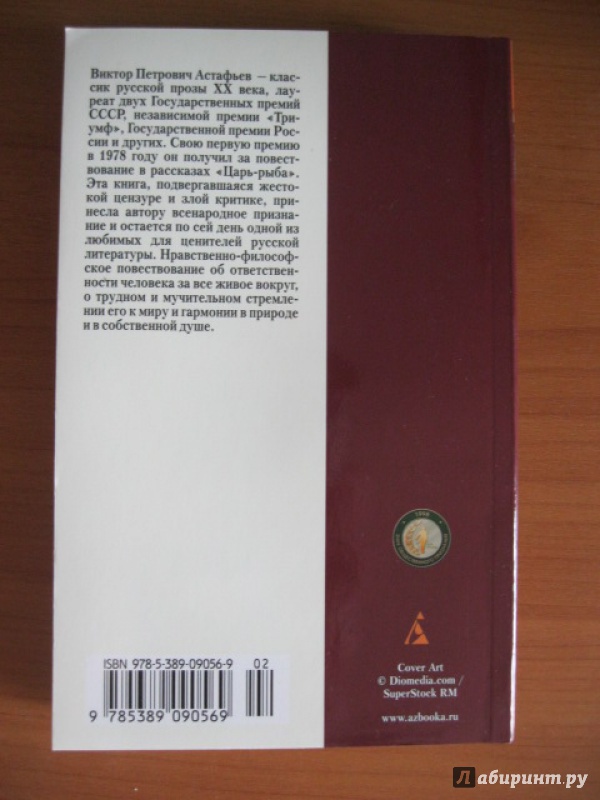 Виктор Петрович Астафьев — клас-
сик русской прозы XX века, лау-
реат двух Государственных премий
СССР, независимой премии «Три-
умф», Государственной премии Рос-
сии и других. Свою первую премию
в 1978 году он получил за повест-
вование в рассказах «Царь-рыба».
Эта книга, подвергавшаяся жесто-
кой цензуре и злой критике, при-
несла автору всенародное призна-
ние и остается по сей день одной из
любимых для ценителей русской
литературы. Нравственно-философ-
ское повествование об ответствен-
ности человека за все живое вокруг,
о трудном и мучительном стремле-
нии его к миру и гармонии в природе
и в собственной душе.
ISBN 978-5-389-09056-9 02
9 785389 090569
Cover Art
© Diomedia.com /
SuperStock RM
www.azbooka.ru
Лабиринт.ру